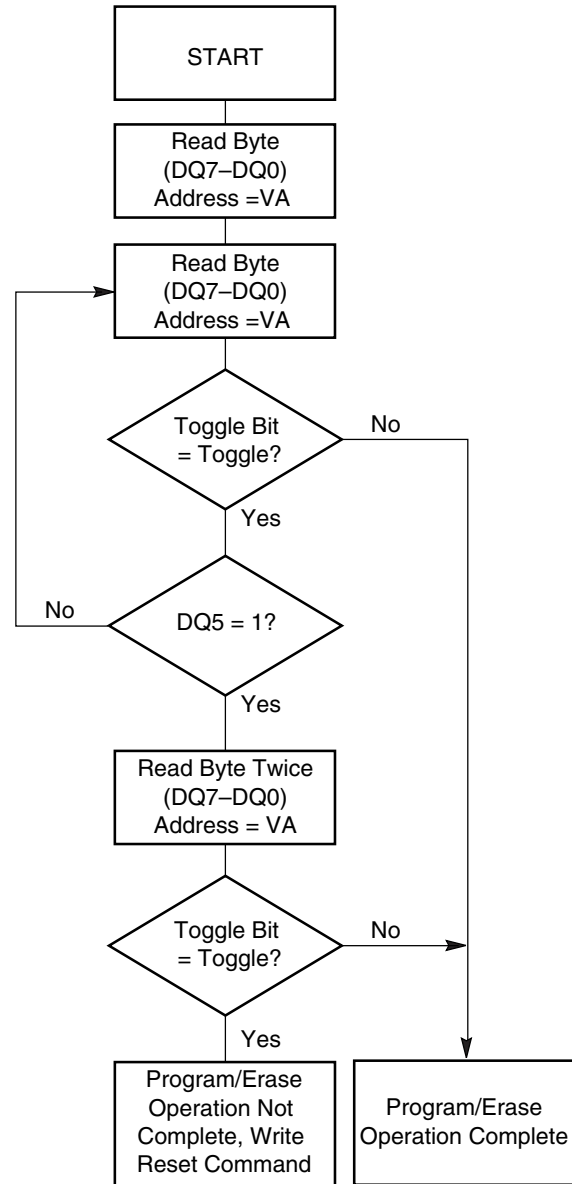 START
Read Byte
(DQ7–DQ0)
Address =VA
Read Byte
(DQ7–DQ0)
Address =VA
Toggle Bit
= Toggle?
No
Yes
No
DQ5 = 1?
Yes
Read Byte Twice
(DQ7–DQ0)
Address = VA
Toggle Bit
= Toggle?
No
Yes
Program/Erase
Operation Not
Complete, Write
Reset Command
Program/Erase
Operation Complete